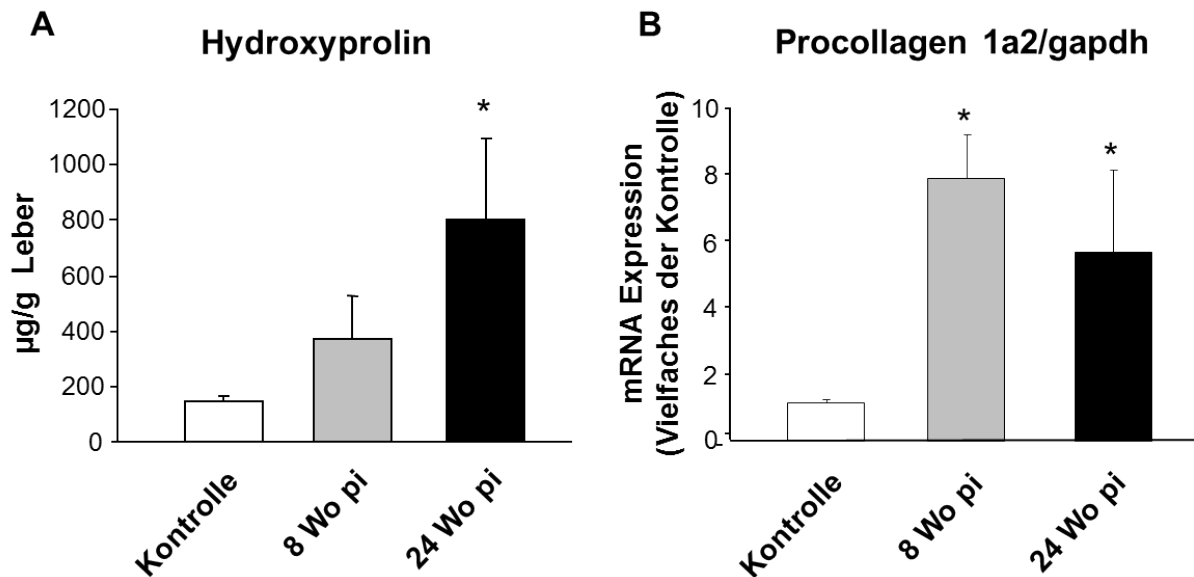 A
Hydroxyprolin
µg/g Leber
1200
1000
800
600
400
200
0
*
Kontrolle
8 Wo pi
24 Wo pi
B
Procollagen 1a2/gapdh
mRNA Expression
(Vielfaches der Kontrolle)
10
8
6
4
2
0
*
*
Kontrolle
8 Wo pi
24 Wo pi